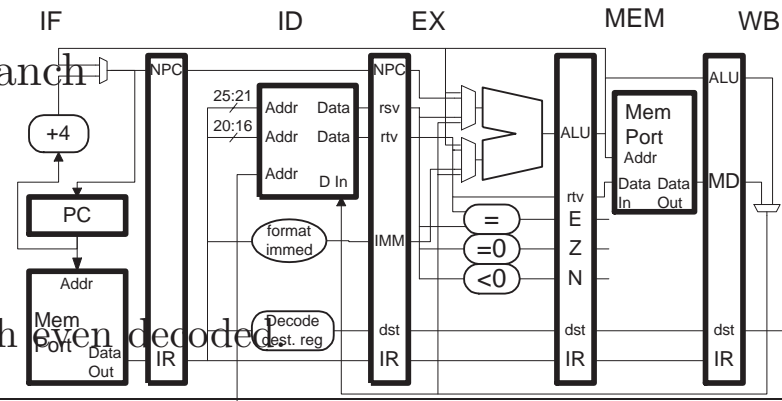 IF ID EX MEM WB
anch
NPC NPC ALU
25:21 Addr Data rsv Mem
+4 20:16 Addr Data rtv ALU Port
Addr
Addr D In rtv Data Data MD
PC In Out
= E
format immed IMM =0 Z
<0 N
Addr
Mem Port Decode dest. reg dst dst dst
h even decoded.
Data Out IR IR IR IR